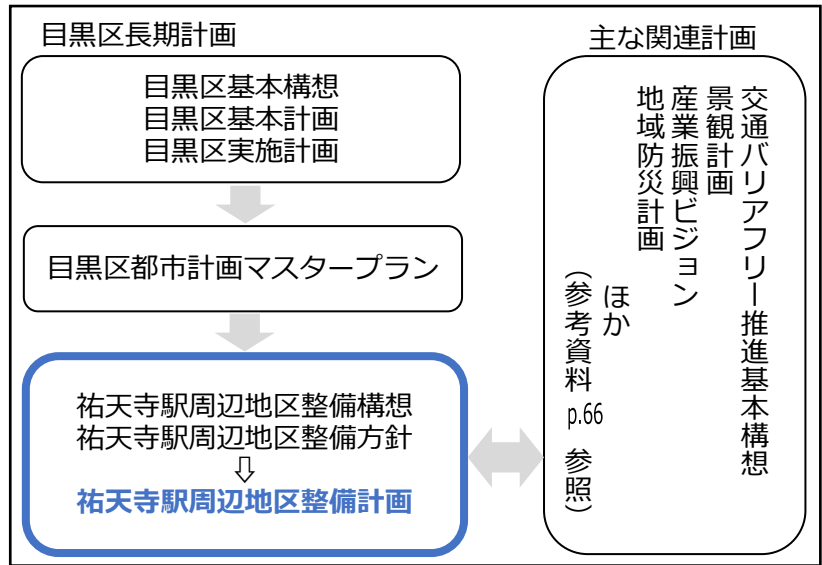 目黒区長期計画
目黒区基本構想
目黒区基本計画
目黒区実施計画
目黒区都市計画マスタープラン
祐天寺駅周辺地区整備構想
祐天寺駅周辺地区整備方針
⇩
祐天寺駅周辺地区整備計画
主な関連計画
交通バリアフリー推進基本構想
景観計画
産業振興ビジョン
地域防災計画
ほか
（参考資料 p.66 参照）